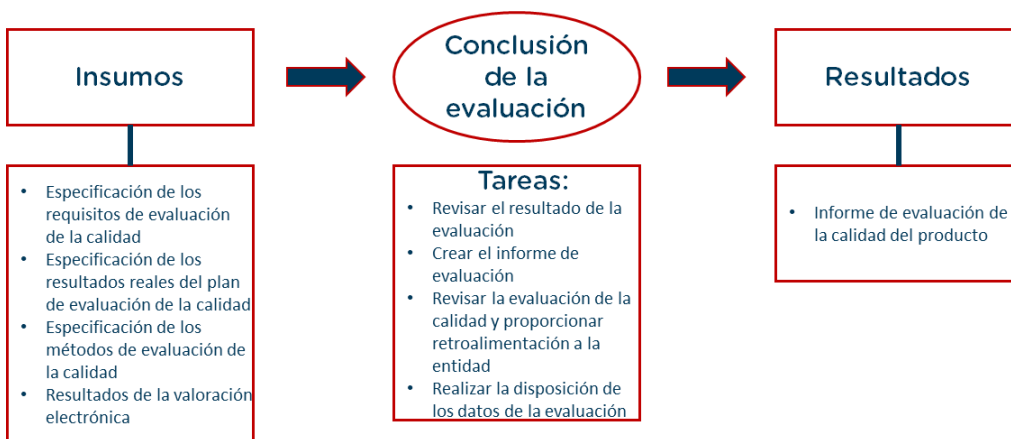 Insumos
Conclusión
de la
evaluación
Resultados
• Especificación de los
requisitos de evaluación
de la calidad
• Especificación de los
resultados reales del plan
de evaluación de la calidad
• Especificación de los
métodos de evaluación de
la calidad
• Resultados de la valoración
electrónica
Tareas:
• Revisar el resultado de la
evaluación
• Crear el informe de
evaluación
• Revisar la evaluación de la
calidad y proporcionar
retroalimentación a la
entidad
• Realizar la disposición de
los datos de la evaluación
• Informe de evaluación de
la calidad del producto